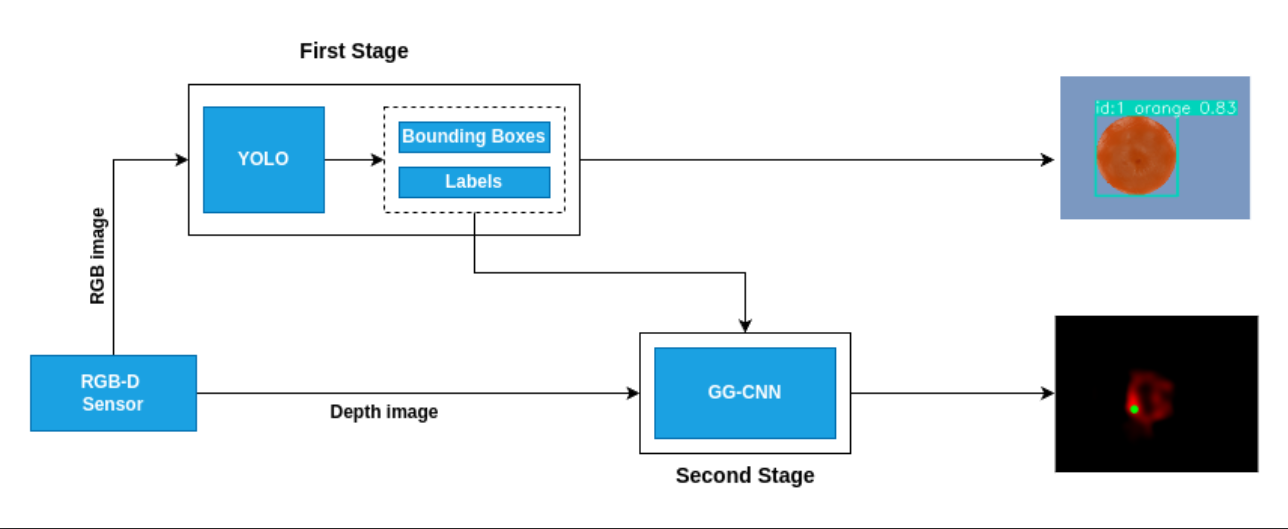 First Stage
YOLO
Bounding Boxes
Labels
id:1 orange 0.83
RGB image
RGB-D
Sensor
Depth image
GG-CNN
Second Stage